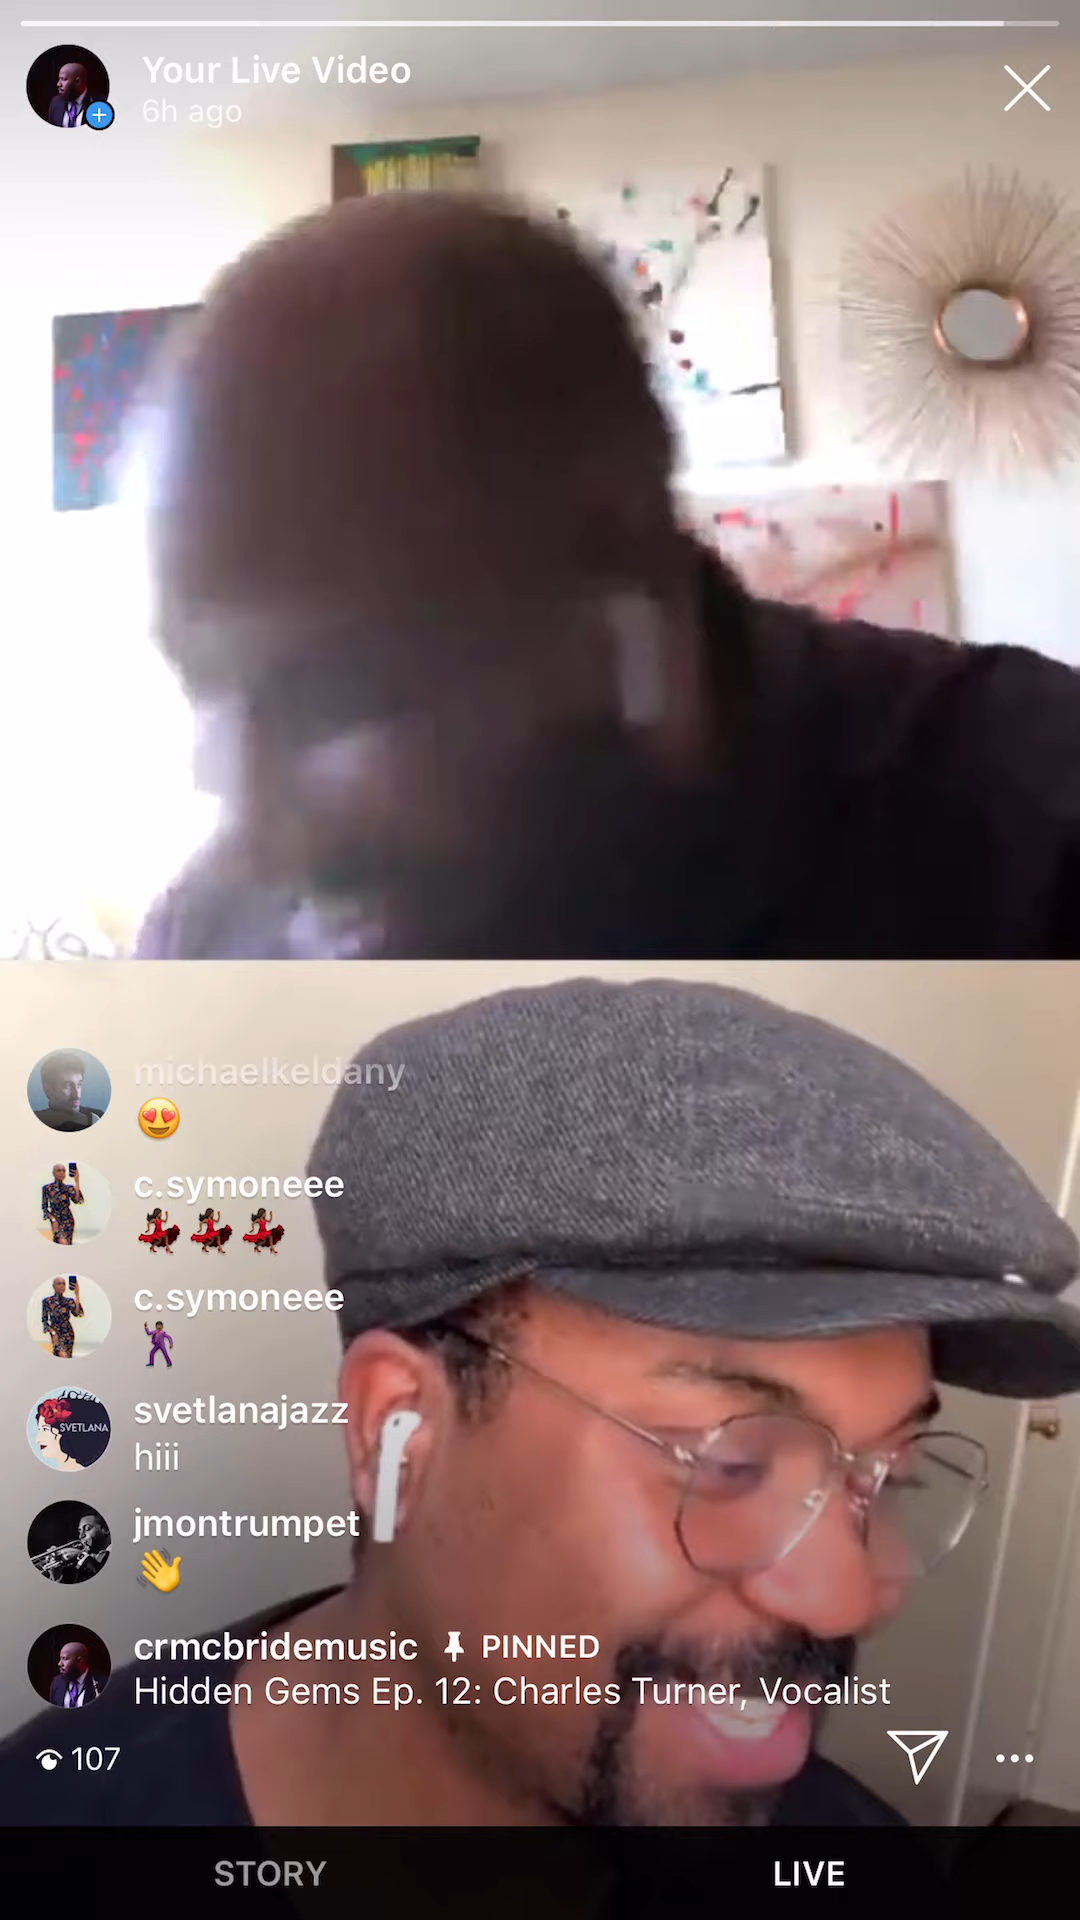 Your Live Video
6h ago
michaelkeldany
😍
c.symoneee
💃🏾💃🏾💃🏾
c.symoneee
🕺🏾
svetlanajazz
hiii
SVETLANA
jmontrumpet
👋
crmcbridemusic PINNED
Hidden Gems Ep. 12: Charles Turner, Vocalist
107
STORY LIVE